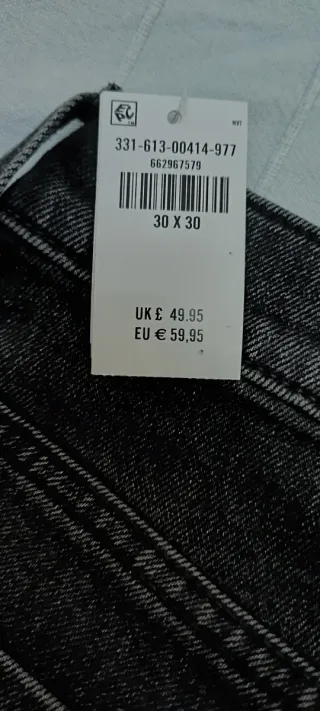 331-613-00414-977
662967579
30 X 30
UK £ 49.95
EU € 59,95